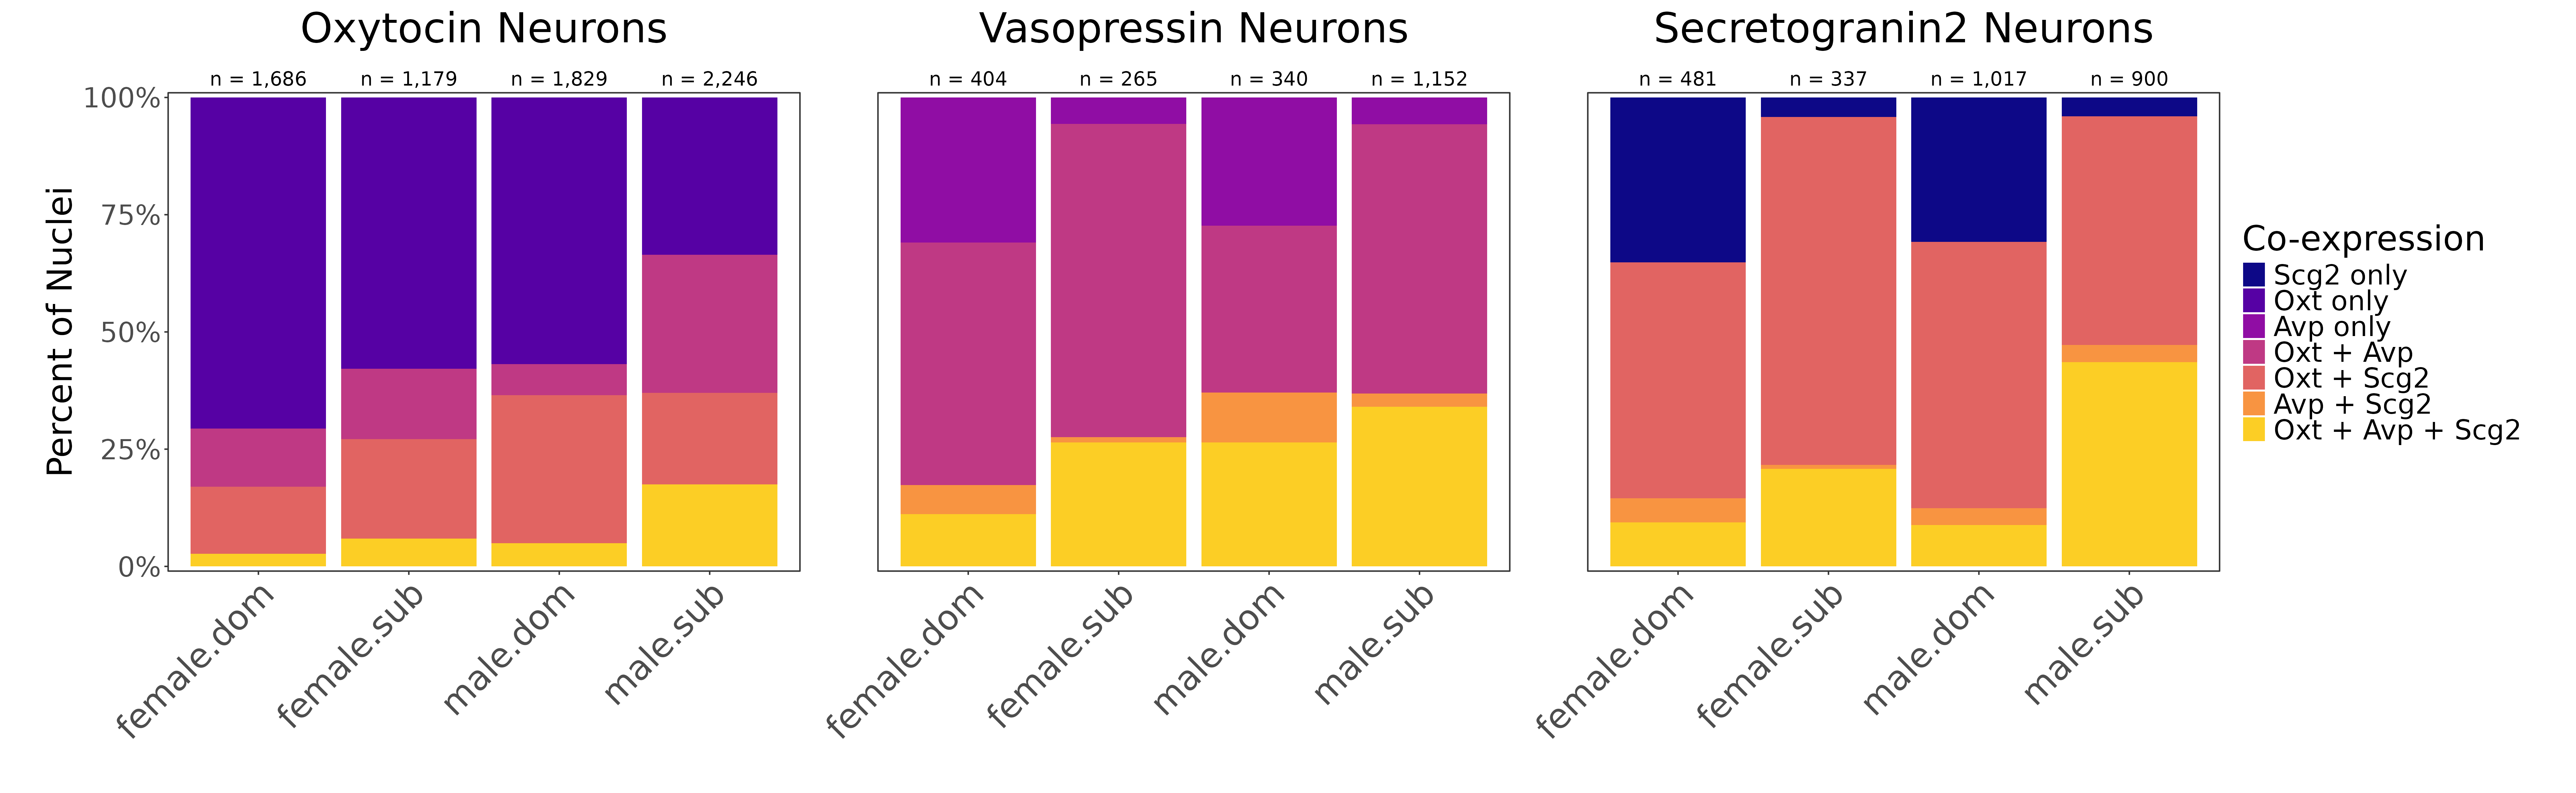 Oxytocin Neurons
Vasopressin Neurons
Secretogranin2 Neurons
n = 1,686
n = 1,179
n = 1,829
n = 2,246
n = 404
n = 265
n = 340
n = 1,152
n = 481
n = 337
n = 1,017
n = 900
Percent of Nuclei
100%
75%
50%
25%
0%
female.dom
female.sub
male.dom
male.sub
female.dom
female.sub
male.dom
male.sub
female.dom
female.sub
male.dom
male.sub
Co-expression
Scg2 only
Oxt only
Avp only
Oxt + Avp
Oxt + Scg2
Avp + Scg2
Oxt + Avp + Scg2